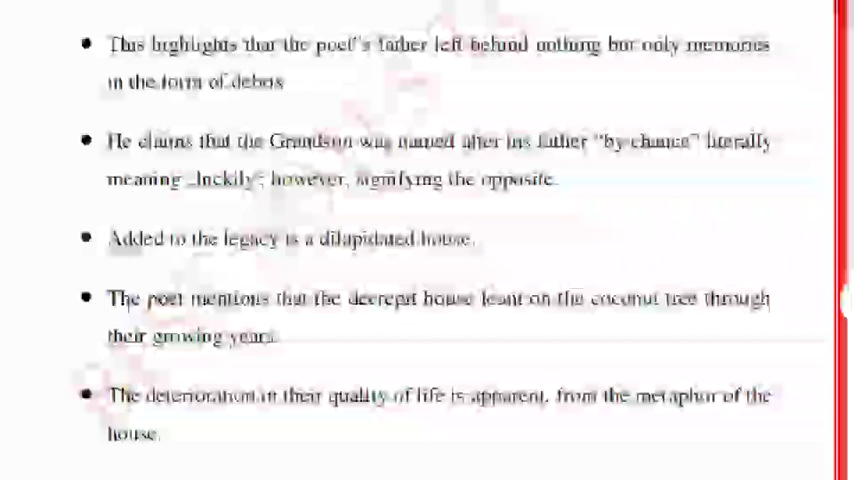 • This highlights that the poet"s father left behind nothing but only memories
in the form of debris
• He claims that the Grandson was named after his father "by chance" literally
meaning „luckily"; however, signifying the opposite.
• Added to the legacy is a dilapidated house.
• The poet mentions that the decrepit house leant on the coconut tree through
their growing years.
• The deterioration in their quality of life is apparent, from the metaphor of the
house.